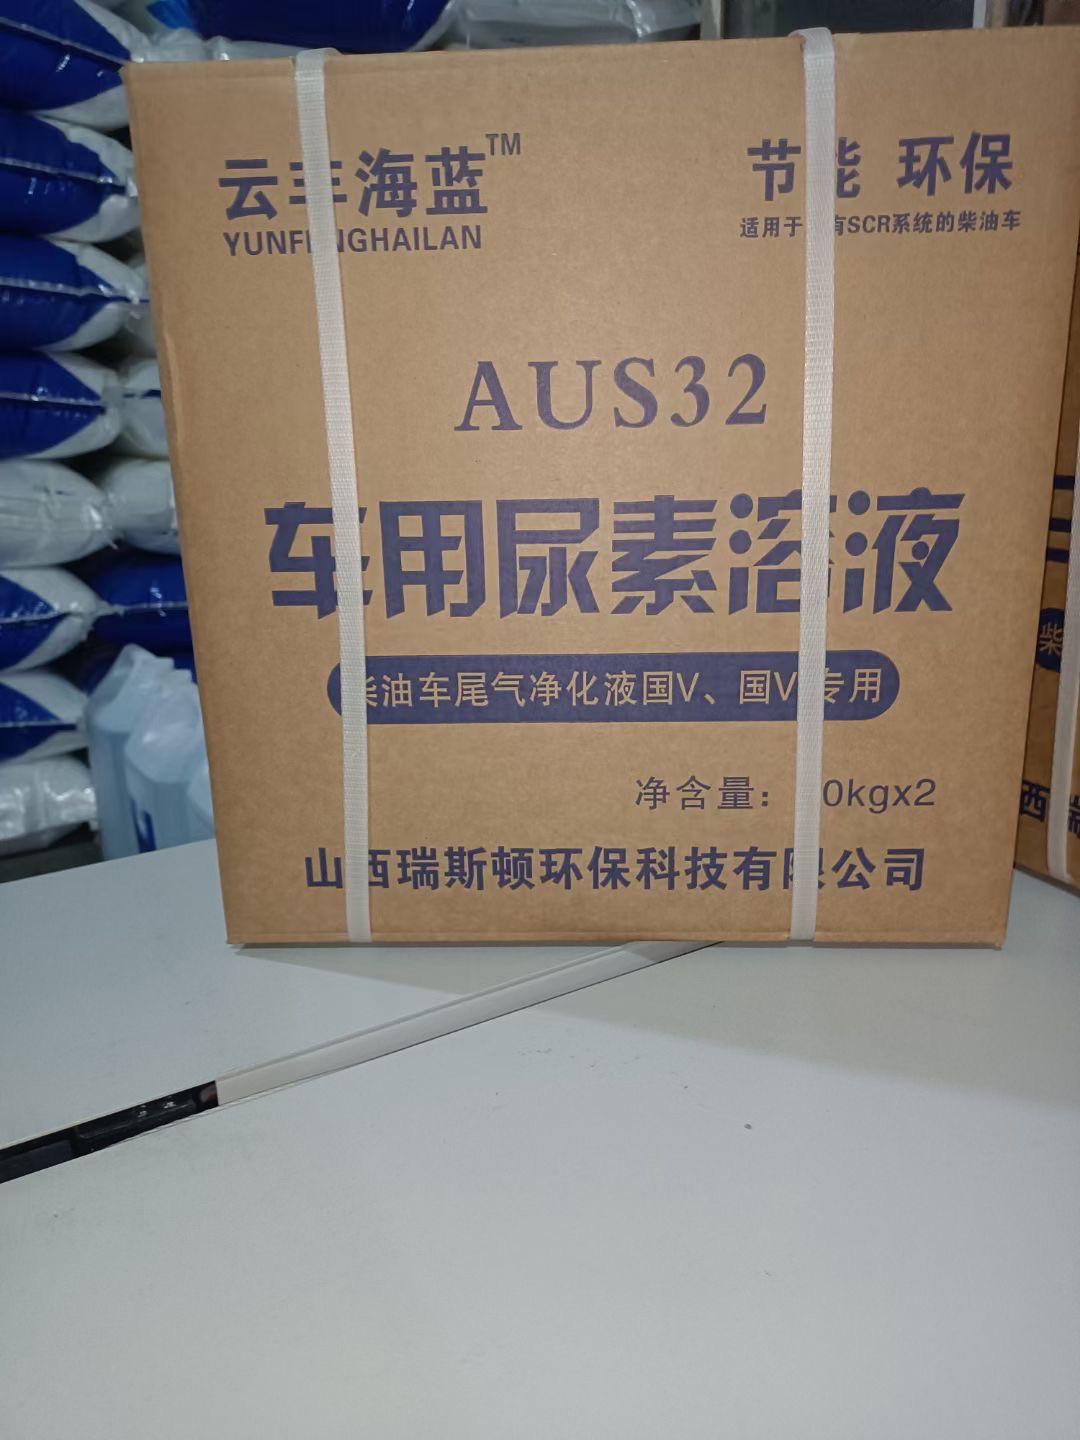 云丰海蓝TM
YUNFENGHAILAN
节能 环保
适用于 有SCR系统的柴油车
AUS32
车用尿素溶液
柴油车尾气净化液国V、国V 专用
净含量: 0kgx2
山西瑞斯顿环保科技有限公司
柴
西瑞